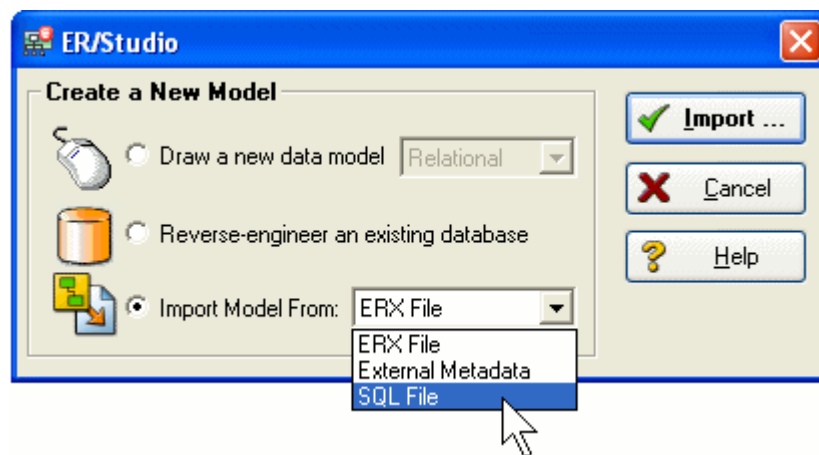 ER/Studio
Create a New Model
Draw a new data model Relational
Reverse-engineer an existing database
Import Model From: ERX File
ERX File
External Metadata
SQL File
Import ...
Cancel
Help